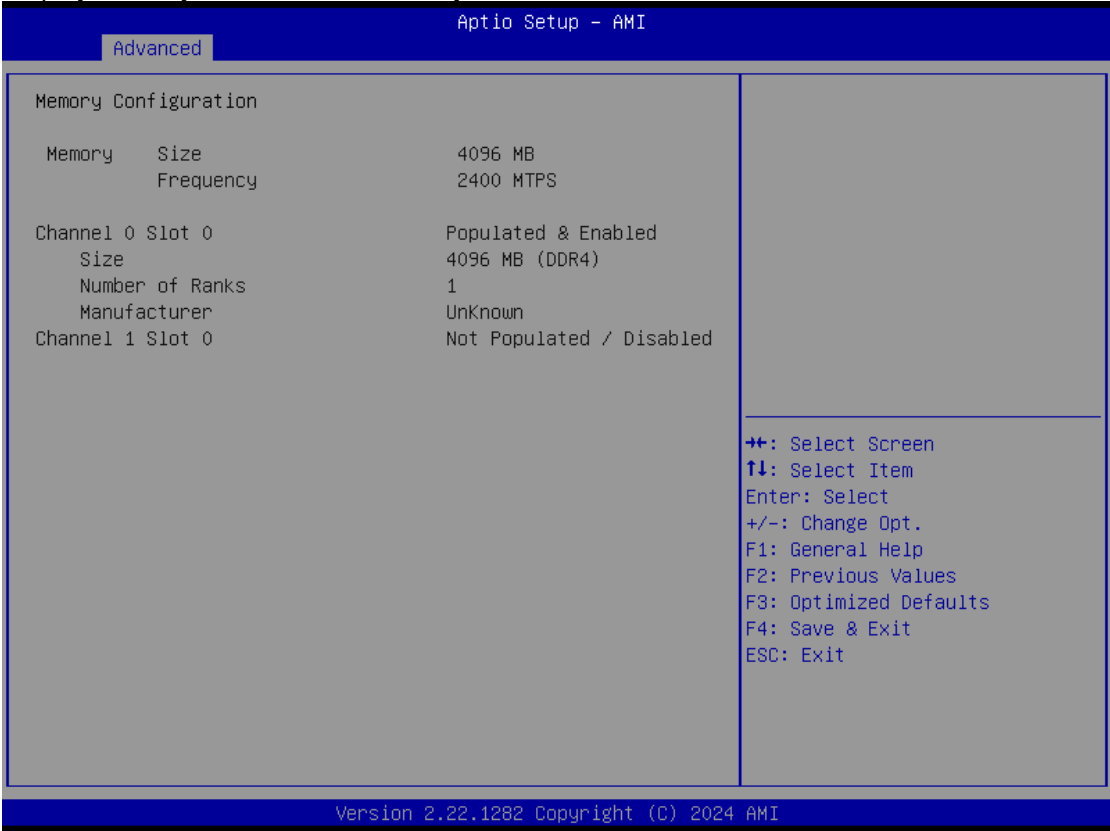 Aptio Setup – AMI
Advanced
Memory Configuration
Memory Size 4096 MB
Frequency 2400 MTPS
Channel 0 Slot 0 Populated & Enabled
Size 4096 MB (DDR4)
Number of Ranks 1
Manufacturer UnKnown
Channel 1 Slot 0 Not Populated / Disabled
→←: Select Screen
↑↓: Select Item
Enter: Select
+/-: Change Opt.
F1: General Help
F2: Previous Values
F3: Optimized Defaults
F4: Save & Exit
ESC: Exit
Version 2.22.1282 Copyright (C) 2024 AMI